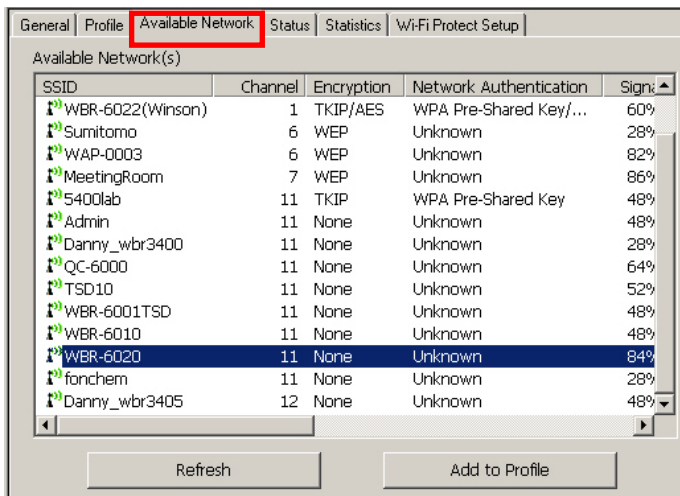 General Profile Available Network Status Statistics Wi-Fi Protect Setup
Available Network(s)
SSID Channel Encryption Network Authentication Signa
WBR-6022(Winson) 1 TKIP/AES WPA Pre-Shared Key/... 60%
Sumitomo 6 WEP Unknown 28%
WAP-0003 6 WEP Unknown 82%
MeetingRoom 7 WEP Unknown 86%
5400lab 11 TKIP WPA Pre-Shared Key 48%
Admin 11 None Unknown 48%
Danny_wbr3400 11 None Unknown 28%
QC-6000 11 None Unknown 64%
TSD10 11 None Unknown 52%
WBR-6001TSD 11 None Unknown 48%
WBR-6010 11 None Unknown 48%
WBR-6020 11 None Unknown 84%
fonchem 11 None Unknown 28%
Danny_wbr3405 12 None Unknown 48%
Refresh Add to Profile